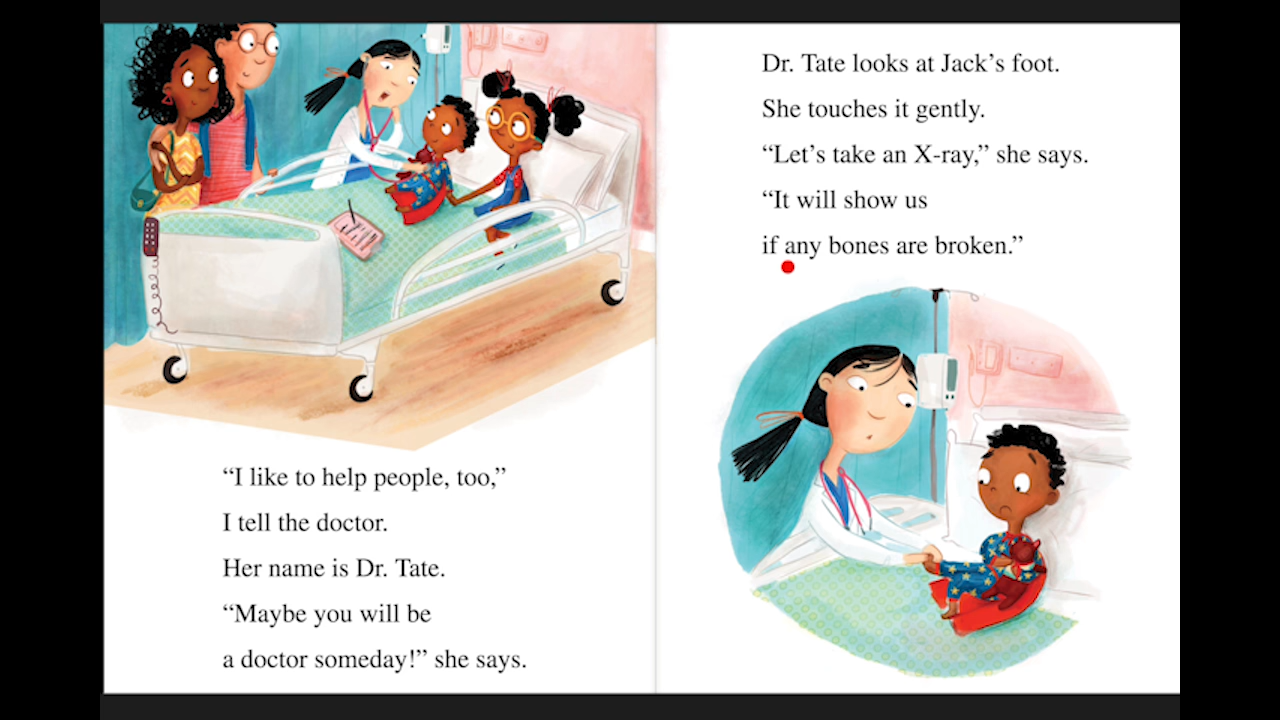 “I like to help people, too,”
I tell the doctor.
Her name is Dr. Tate.
“Maybe you will be
a doctor someday!” she says.
Dr. Tate looks at Jack’s foot.
She touches it gently.
“Let’s take an X-ray,” she says.
“It will show us
if any bones are broken.”